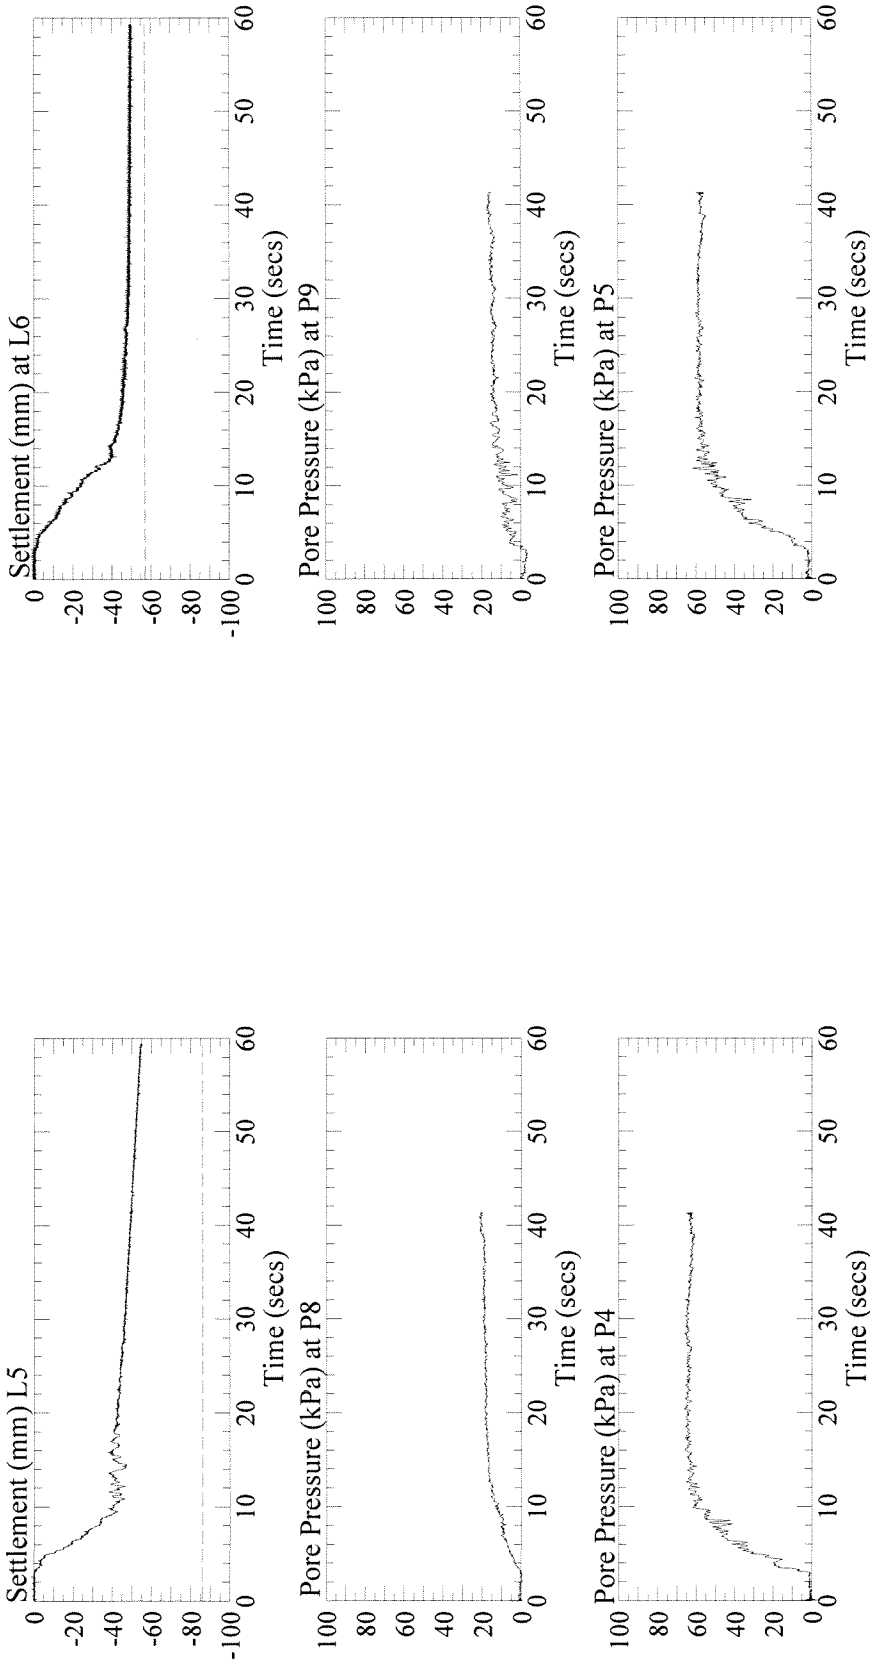 Settlement (mm) L5
0
-20
-40
-60
-80
-100
0 10 20 30 40 50 60
Time (secs)
Pore Pressure (kPa) at P8
100
80
60
40
20
0
0 10 20 30 40 50 60
Time (secs)
Pore Pressure (kPa) at P4
100
80
60
40
20
0
0 10 20 30 40 50 60
Time (secs)
Settlement (mm) at L6
0
-20
-40
-60
-80
-100
0 10 20 30 40 50 60
Time (secs)
Pore Pressure (kPa) at P9
100
80
60
40
20
0
0 10 20 30 40 50 60
Time (secs)
Pore Pressure (kPa) at P5
100
80
60
40
20
0
0 10 20 30 40 50 60
Time (secs)